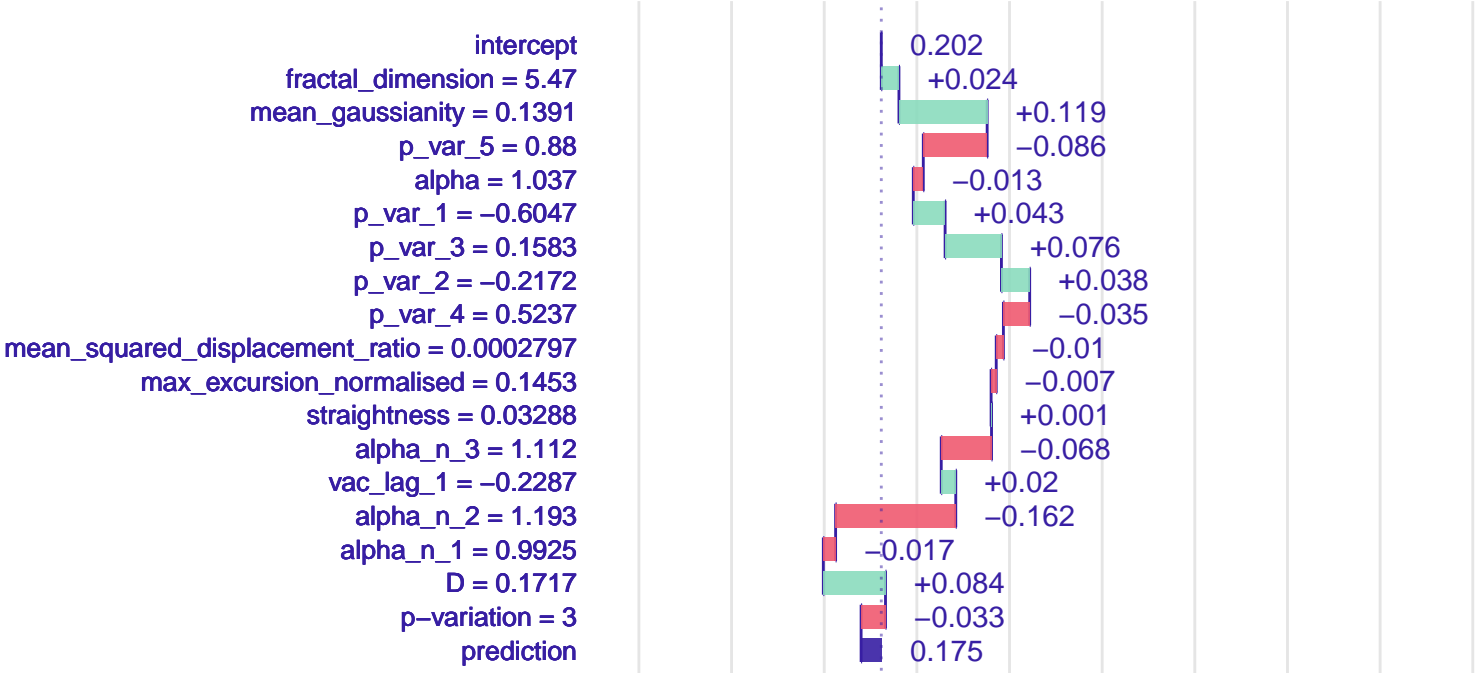 intercept 0.202
fractal_dimension = 5.47 +0.024
mean_gaussianity = 0.1391 +0.119
p_var_5 = 0.88 −0.086
alpha = 1.037 −0.013
p_var_1 = −0.6047 +0.043
p_var_3 = 0.1583 +0.076
p_var_2 = −0.2172 +0.038
p_var_4 = 0.5237 −0.035
mean_squared_displacement_ratio = 0.0002797 −0.01
max_excursion_normalised = 0.1453 −0.007
straightness = 0.03288 +0.001
alpha_n_3 = 1.112 −0.068
vac_lag_1 = −0.2287 +0.02
alpha_n_2 = 1.193 −0.162
alpha_n_1 = 0.9925 −0.017
D = 0.1717 +0.084
p−variation = 3 −0.033
prediction 0.175